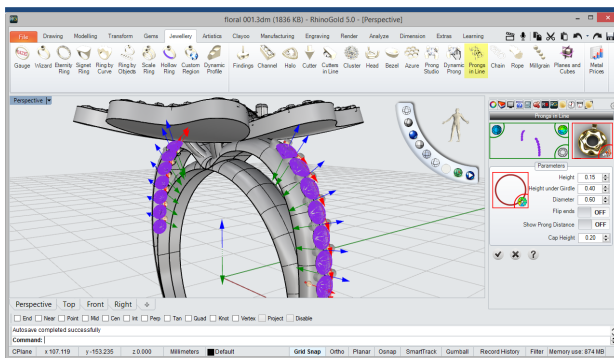 floral 001.3dm (1836 KB) - RhinoGold 5.0 - [Perspective]
File Drawing Modelling Transform Gems Jewellery Artistics Clayoo Manufacturing Engraving Render Analyze Dimension Extras Learning
Gauge Wizard Eternity Ring Signet Ring Ring by Curve Ring by Objects Scale Ring Hollow Ring Custom Region Dynamic Profile Findings Channel Halo Cutter Cutters in Line Cluster Head Bezel Azure Prong Studio Dynamic Prong Prongs in Line Chain Rope Millgrain Planes and Cubes Metal Prices
Perspective
Prongs in Line
Parameters
Height 0.15
Height under Girdle 0.40
Diameter 0.60
Flip ends OFF
Show Prong Distance OFF
Cap Height 0.20
Perspective Top Front Right
End Near Point Mid Cen Int Perp Tan Quad Knot Vertex Project Disable
Autosave completed successfully
Command:
CPlane x 107.119 y -153.235 z 0.000 Millimeters Default Grid Snap Ortho Planar Osnap SmartTrack Gumball Record History Filter Memory use: 874 MB